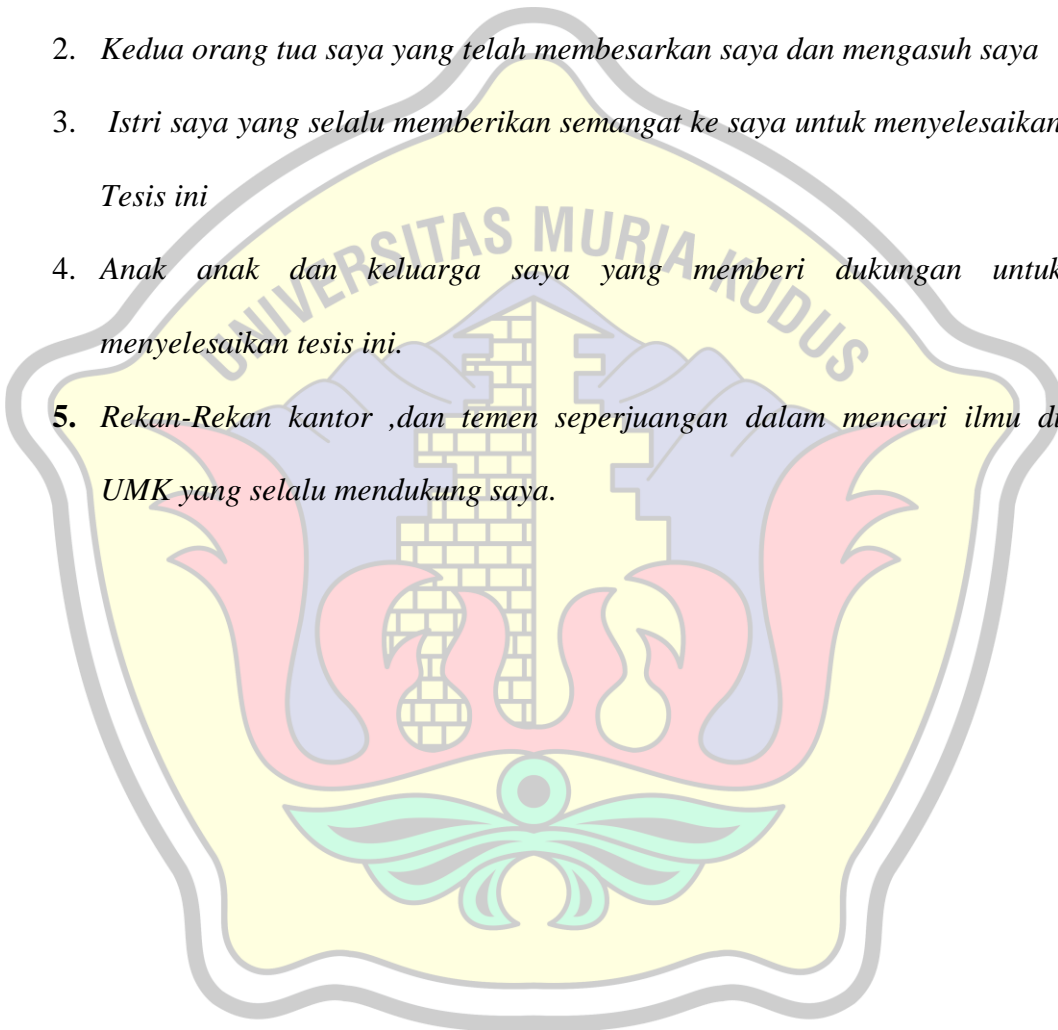 2. Kedua orang tua saya yang telah membesarkan saya dan mengasuh saya
3. Istri saya yang selalu memberikan semangat ke saya untuk menyelesaikan
Tesis ini
UNIVERSITAS MURIA KUDUS
4. Anak anak dan keluarga saya yang memberi dukungan untuk
menyelesaikan tesis ini.
5. Rekan-Rekan kantor ,dan temen seperjuangan dalam mencari ilmu di
UMK yang selalu mendukung saya.